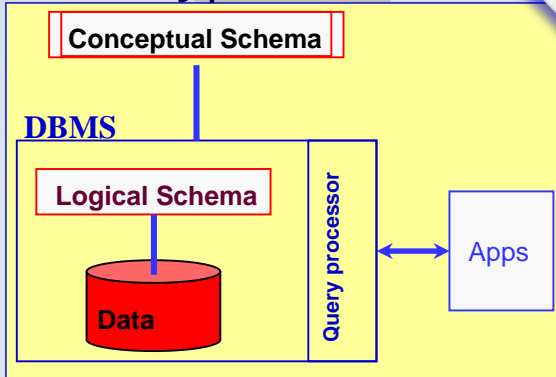 Conceptual Schema
DBMS
Logical Schema
Data
Query processor
Apps